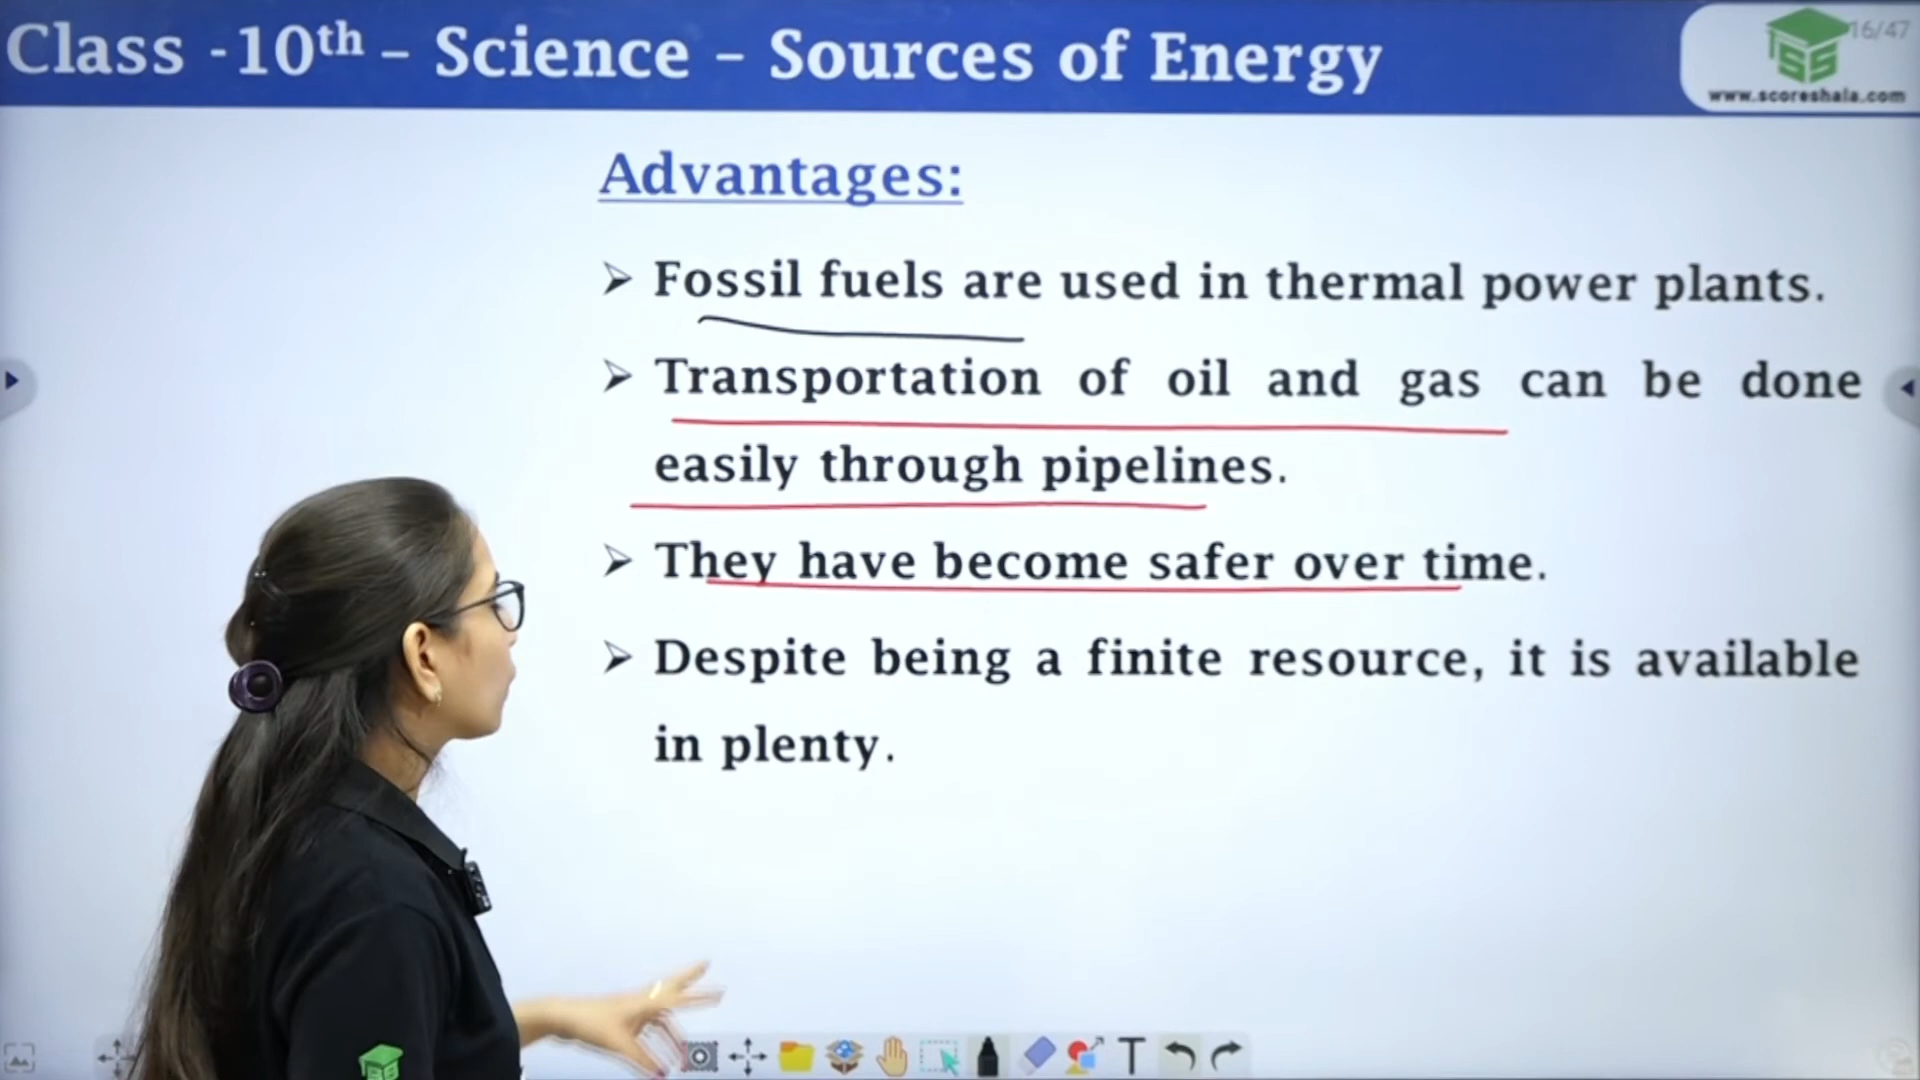 Class -10th – Science – Sources of Energy
16/47
www.scoreshala.com
Advantages:
➢ Fossil fuels are used in thermal power plants.
➢ Transportation of oil and gas can be done
easily through pipelines.
➢ They have become safer over time.
➢ Despite being a finite resource, it is available
in plenty.